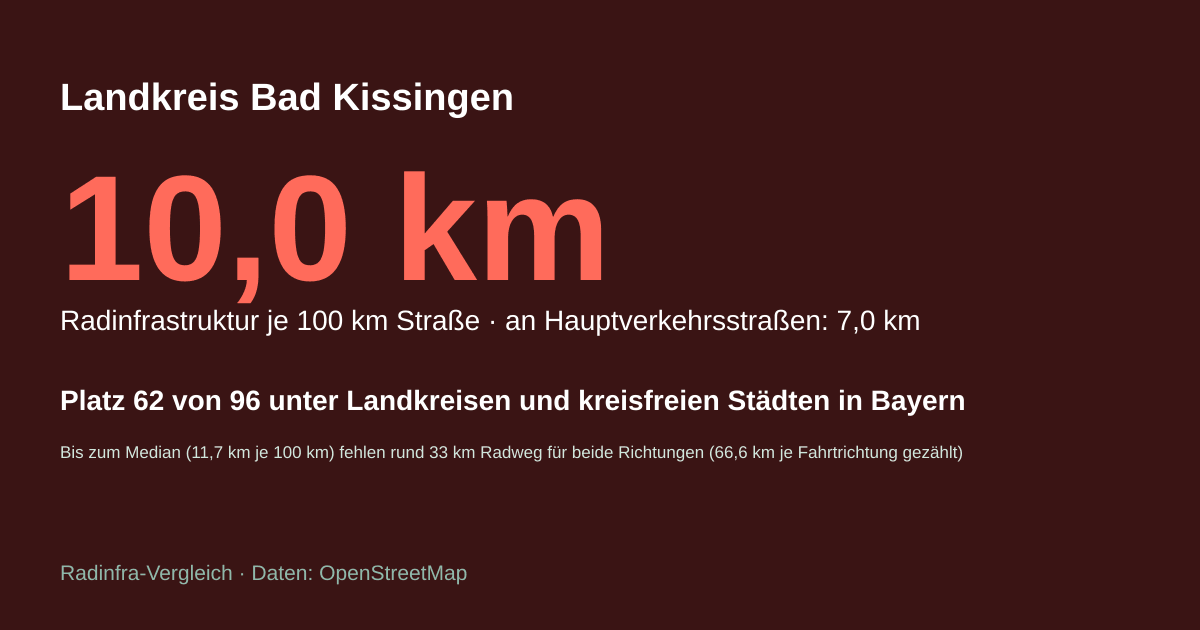 Landkreis Bad Kissingen
10,0 km
Radinfrastruktur je 100 km Straße · an Hauptverkehrsstraßen: 7,0 km
Platz 62 von 96 unter Landkreisen und kreisfreien Städten in Bayern
Bis zum Median (11,7 km je 100 km) fehlen rund 33 km Radweg für beide Richtungen (66,6 km je Fahrtrichtung gezählt)
Radinfra-Vergleich · Daten: OpenStreetMap